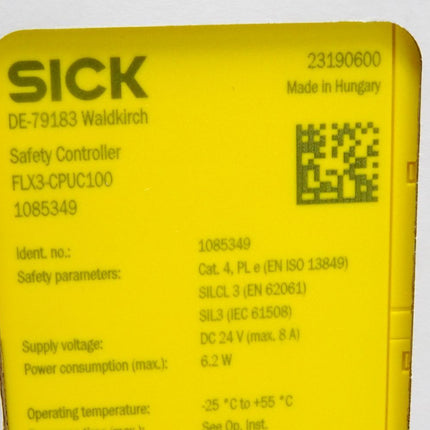 SICK
23190600
Made in Hungary
DE-79183 Waldkirch
Safety Controller
FLX3-CPUC100
1085349
Ident. no.: 1085349
Safety parameters: Cat. 4, PL e (EN ISO 13849)
SILCL 3 (EN 62061)
SIL3 (IEC 61508)
Supply voltage: DC 24 V (max. 8 A)
Power consumption (max.): 6.2 W
Operating temperature: -25 °C to +55 °C
See Op. Inst.